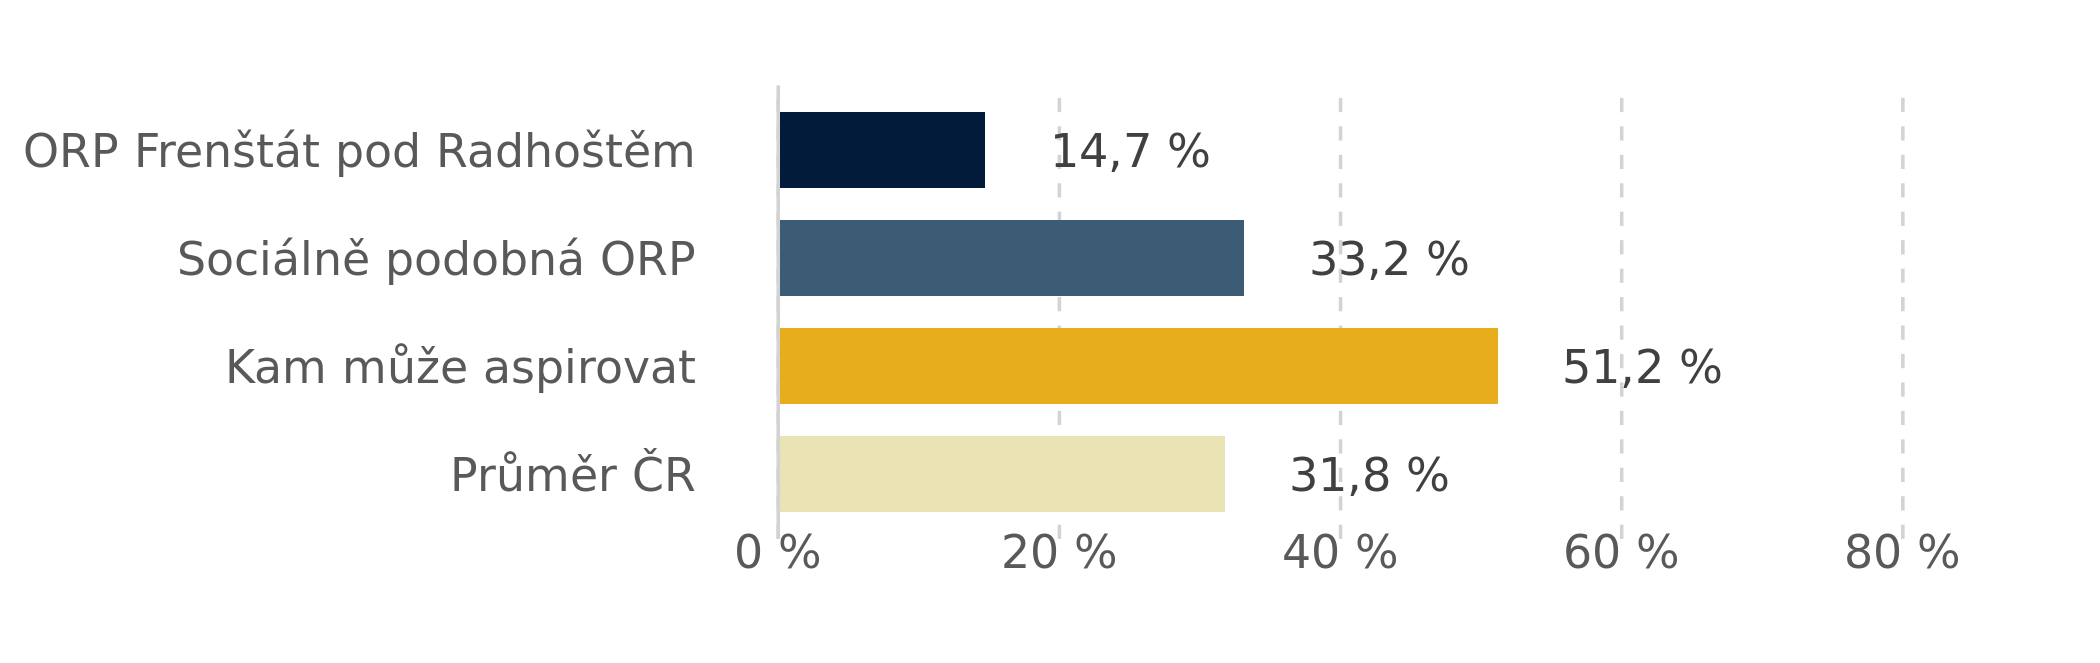 ORP Frenštát pod Radhoštěm 14,7 %
Sociálně podobná ORP 33,2 %
Kam může aspirovat 51,2 %
Průměr ČR 31,8 %
0 % 20 % 40 % 60 % 80 %